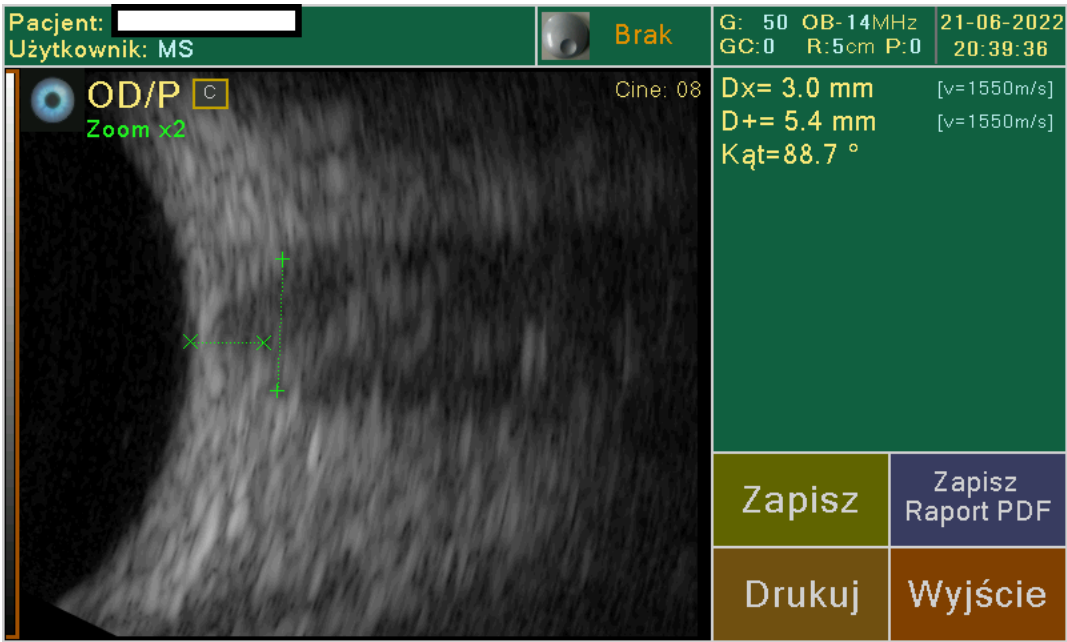 Pacjent:
Użytkownik: MS
Brak
G: 50 OB-14MHz
GC:0 R:5cm P:0
21-06-2022
20:39:36
OD/P C
Zoom x2
Cine: 08
Dx= 3.0 mm [v=1550m/s]
D+= 5.4 mm [v=1550m/s]
Kąt=88.7 °
Zapisz
Zapisz
Raport PDF
Drukuj
Wyjście